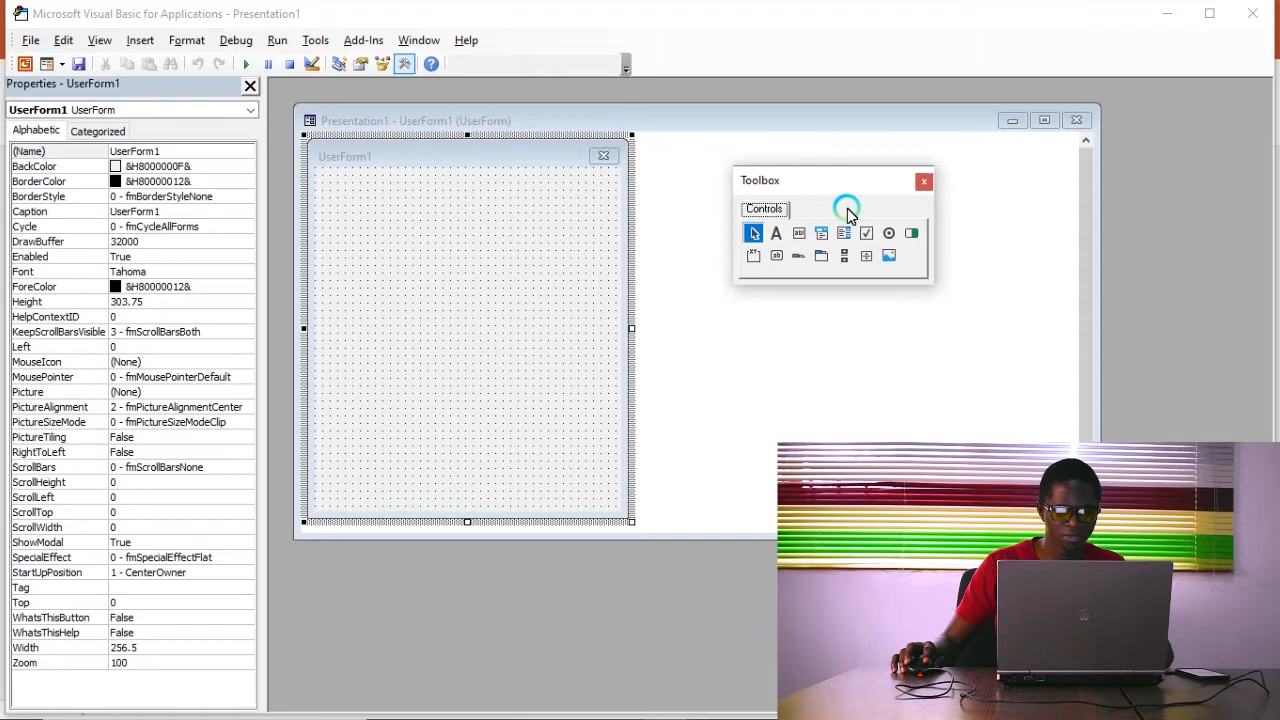 Microsoft Visual Basic for Applications - Presentation1
File Edit View Insert Format Debug Run Tools Add-Ins Window Help
Properties - UserForm1
UserForm1 UserForm
Alphabetic Categorized
(Name) UserForm1
BackColor &H8000000F&
BorderColor &H80000012&
BorderStyle 0 - fmBorderStyleNone
Caption UserForm1
Cycle 0 - fmCycleAllForms
DrawBuffer 32000
Enabled True
Font Tahoma
ForeColor &H80000012&
Height 303.75
HelpContextID 0
KeepScrollBarsVisible 3 - fmScrollBarsBoth
Left 0
MouseIcon (None)
MousePointer 0 - fmMousePointerDefault
Picture (None)
PictureAlignment 2 - fmPictureAlignmentCenter
PictureSizeMode 0 - fmPictureSizeModeClip
PictureTiling False
RightToLeft False
ScrollBars 0 - fmScrollBarsNone
ScrollHeight 0
ScrollLeft 0
ScrollTop 0
ScrollWidth 0
ShowModal True
SpecialEffect 0 - fmSpecialEffectFlat
StartUpPosition 1 - CenterOwner
Tag
Top 0
WhatsThisButton False
WhatsThisHelp False
Width 256.5
Zoom 100
Presentation1 - UserForm1 (UserForm)
UserForm1
Toolbox
Controls
A
ab|
ab